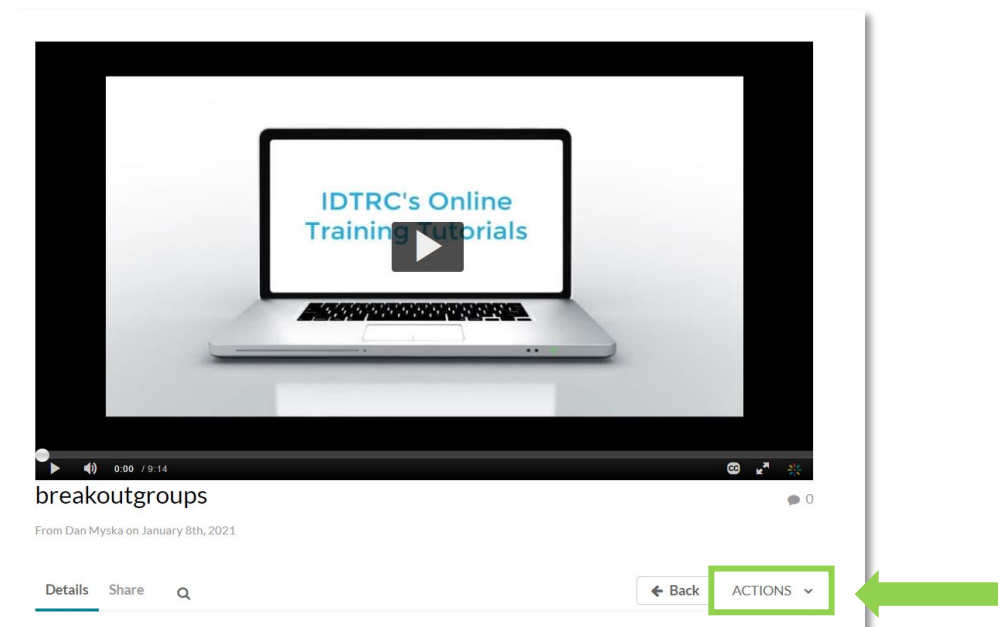 IDTRC's Online
Training Tutorials
0:00 / 9:14
CC
breakoutgroups
0
From Dan Myska on January 8th, 2021
Details Share Back ACTIONS